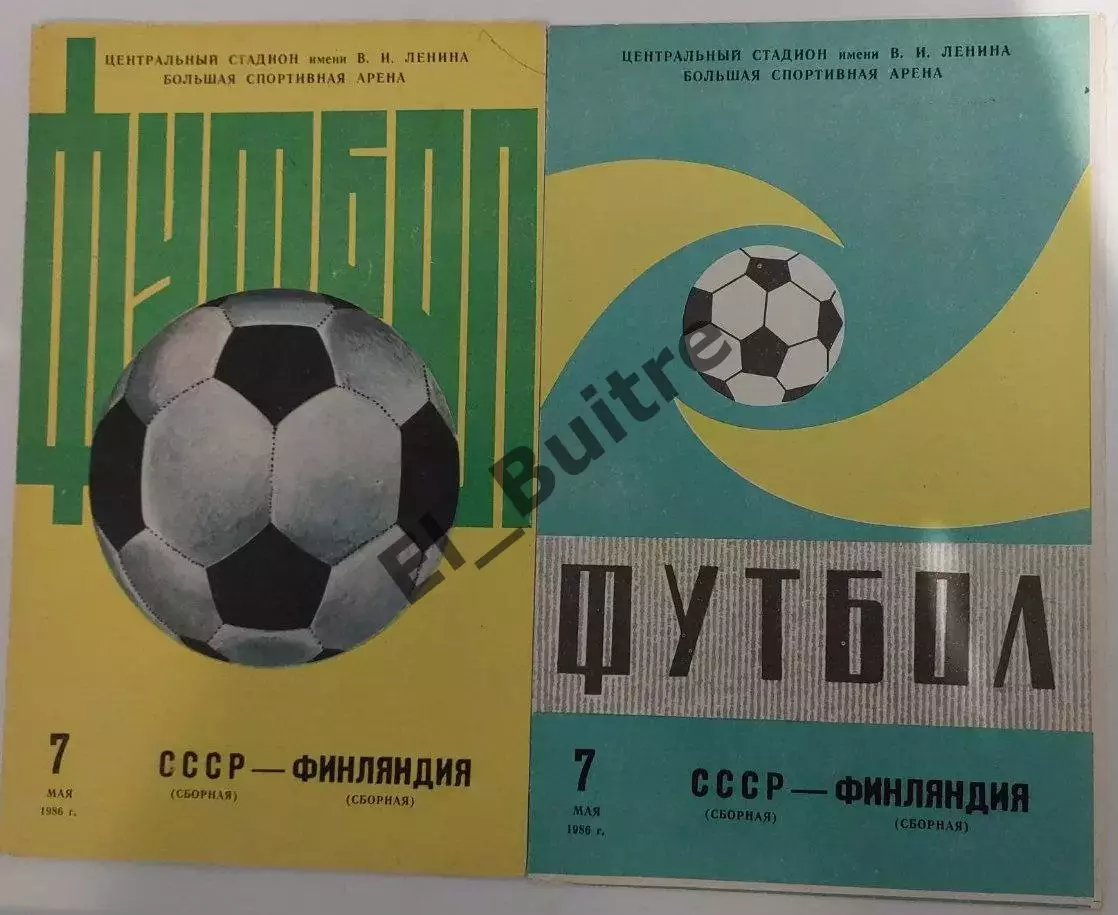 ЦЕНТРАЛЬНЫЙ СТАДИОН имени В. И. ЛЕНИНА
БОЛЬШАЯ СПОРТИВНАЯ АРЕНА
ФУТБОЛ
7
МАЯ
1986 г.
СССР — ФИНЛЯНДИЯ
(СБОРНАЯ) (СБОРНАЯ)
ЦЕНТРАЛЬНЫЙ СТАДИОН имени В. И. ЛЕНИНА
БОЛЬШАЯ СПОРТИВНАЯ АРЕНА
ФУТБОЛ
7
МАЯ
1986 г.
СССР — ФИНЛЯНДИЯ
(СБОРНАЯ) (СБОРНАЯ)
El_Buitre